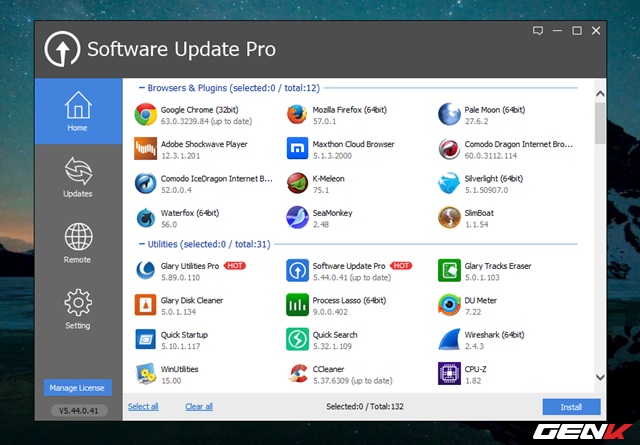 Software Update Pro
Home
Updates
Remote
Setting
Manage License
V5.44.0.41
Browsers & Plugins (selected:0 / total:12)
Google Chrome (32bit)
63.0.3239.84 (up to date)
Mozilla Firefox (64bit)
57.0.1
Pale Moon (64bit)
27.6.2
Adobe Shockwave Player
12.3.1.201
Maxthon Cloud Browser
5.1.3.2000
Comodo Dragon Internet Bro...
60.0.3112.114
Comodo IceDragon Internet B...
52.0.0.4
K-Meleon
75.1
Silverlight (64bit)
5.1.50907.0
Waterfox (64bit)
56.0
SeaMonkey
2.48
SlimBoat
1.1.54
Utilities (selected:0 / total:31)
Glary Utilities Pro HOT
5.89.0.110
Software Update Pro HOT
5.44.0.41 (up to date)
Glary Tracks Eraser
5.0.1.103
Glary Disk Cleaner
5.0.1.134
Process Lasso (64bit)
9.0.0.402
DU Meter
7.22
Quick Startup
5.10.1.117
Quick Search
5.32.1.109
Wireshark (64bit)
2.4.3
WinUtilities
15.00
CCleaner
5.37.6309 (up to date)
CPU-Z
1.82
Select all
Clear all
Selected:0 / Total:132
Install
GENK